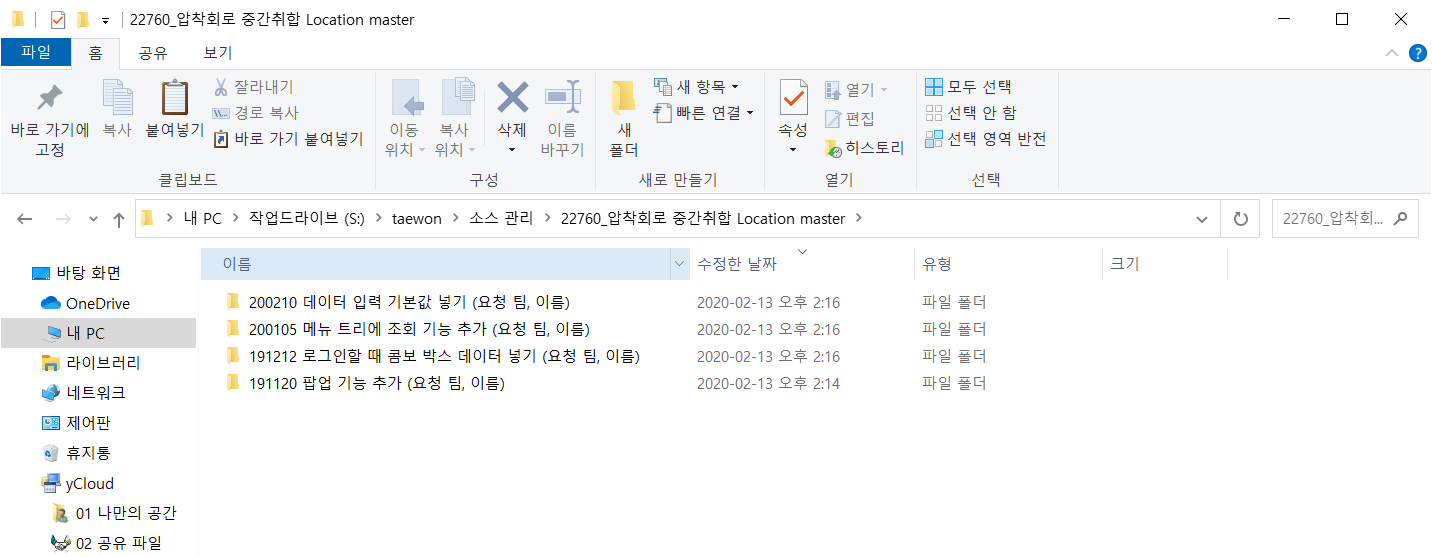 22760_압착회로 중간취합 Location master
파일 홈 공유 보기
바로 가기에 고정
복사
붙여넣기
잘라내기
경로 복사
바로 가기 붙여넣기
클립보드
이동 위치
복사 위치
삭제
이름 바꾸기
구성
새 폴더
새 항목
빠른 연결
새로 만들기
속성
열기
편집
히스토리
열기
모두 선택
선택 안 함
선택 영역 반전
선택
내 PC 작업드라이브 (S:) taewon 소스 관리 22760_압착회로 중간취합 Location master
22760_압착회...
바탕 화면
OneDrive
내 PC
라이브러리
네트워크
제어판
휴지통
yCloud
01 나만의 공간
02 공유 파일
이름 수정한 날짜 유형 크기
200210 데이터 입력 기본값 넣기 (요청 팀, 이름) 2020-02-13 오후 2:16 파일 폴더
200105 메뉴 트리에 조회 기능 추가 (요청 팀, 이름) 2020-02-13 오후 2:16 파일 폴더
191212 로그인할 때 콤보 박스 데이터 넣기 (요청 팀, 이름) 2020-02-13 오후 2:16 파일 폴더
191120 팝업 기능 추가 (요청 팀, 이름) 2020-02-13 오후 2:14 파일 폴더